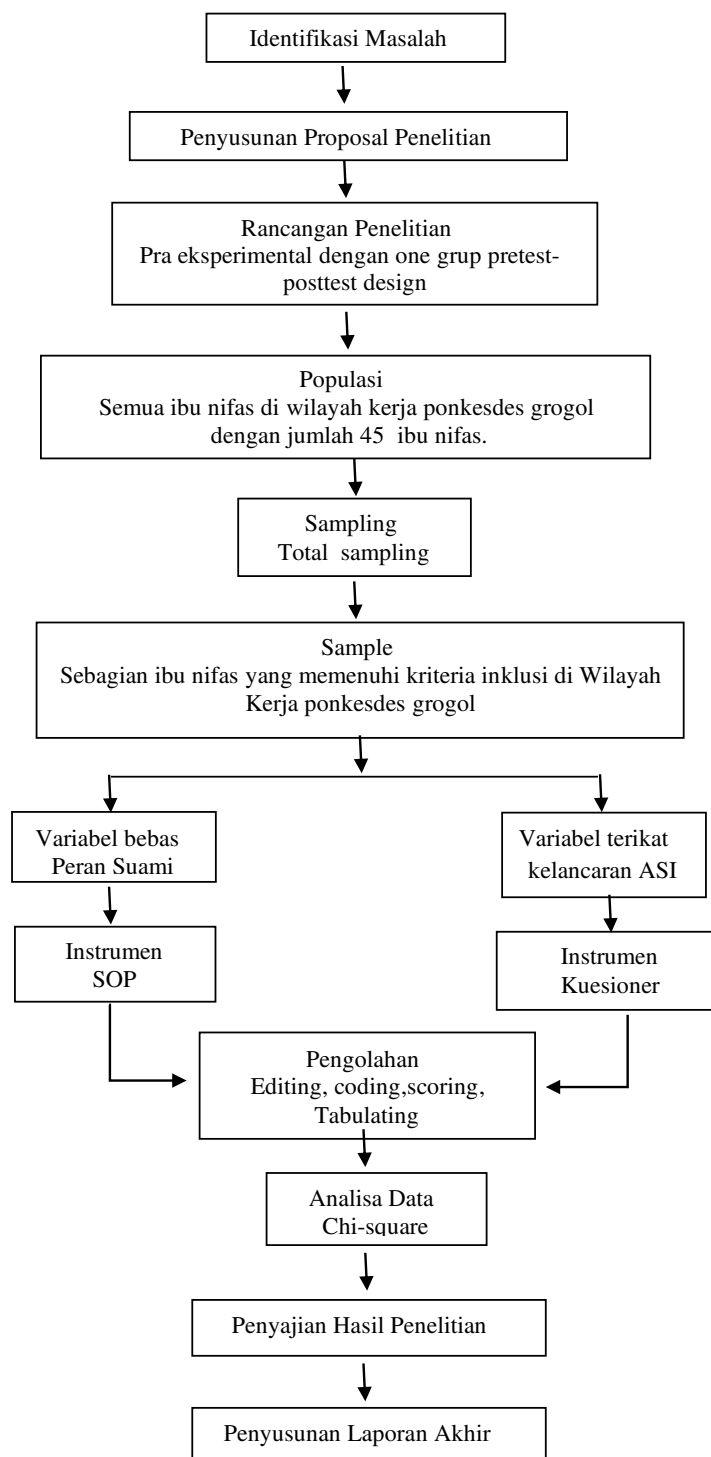 Identifikasi Masalah
Penyusunan Proposal Penelitian
Rancangan Penelitian
Pra eksperimental dengan one grup pretest-
posttest design
Populasi
Semua ibu nifas di wilayah kerja ponkesdes grogol
dengan jumlah 45 ibu nifas.
Sampling
Total sampling
Sample
Sebagian ibu nifas yang memenuhi kriteria inklusi di Wilayah
Kerja ponkesdes grogol
Variabel bebas
Peran Suami
Variabel terikat
kelancaran ASI
Instrumen
SOP
Instrumen
Kuesioner
Pengolahan
Editing, coding,scoring,
Tabulating
Analisa Data
Chi-square
Penyajian Hasil Penelitian
Penyusunan Laporan Akhir